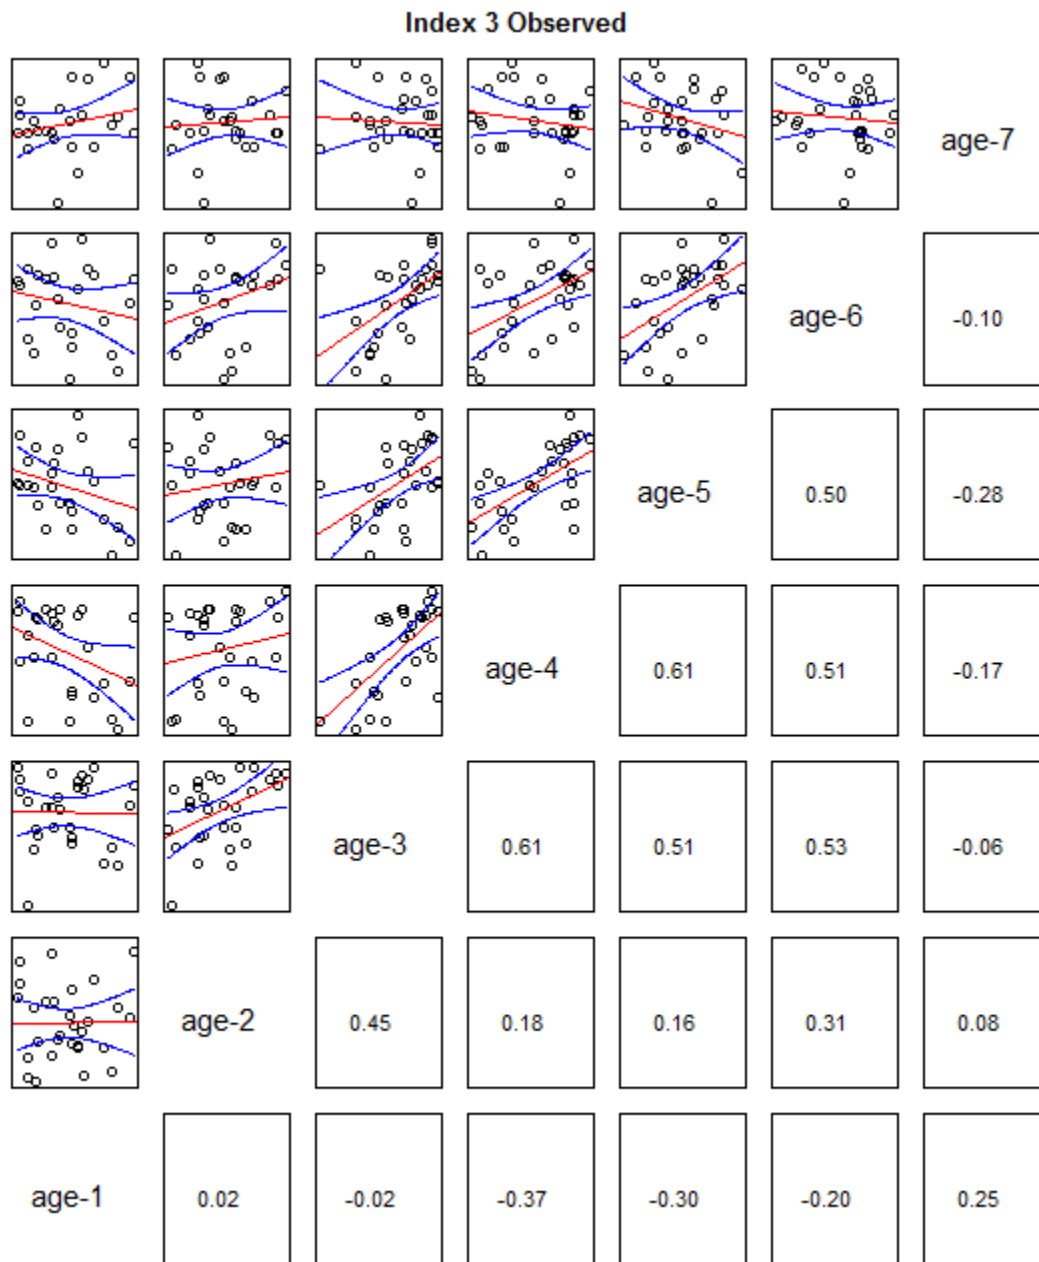 Index 3 Observed
age-7
age-6 -0.10
age-5 0.50 -0.28
age-4 0.61 0.51 -0.17
age-3 0.61 0.51 0.53 -0.06
age-2 0.45 0.18 0.16 0.31 0.08
age-1 0.02 -0.02 -0.37 -0.30 -0.20 0.25